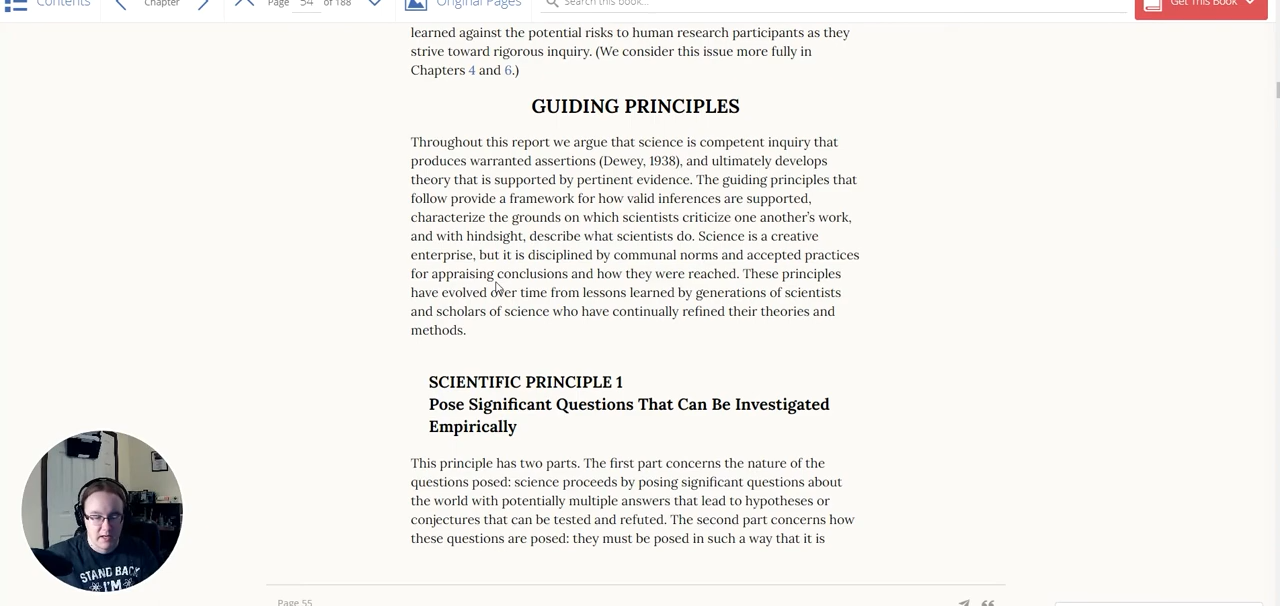 Contents Chapter Page 54 of 188 Original Pages Search this book... Get This Book
learned against the potential risks to human research participants as they
strive toward rigorous inquiry. (We consider this issue more fully in
Chapters 4 and 6.)
GUIDING PRINCIPLES
Throughout this report we argue that science is competent inquiry that
produces warranted assertions (Dewey, 1938), and ultimately develops
theory that is supported by pertinent evidence. The guiding principles that
follow provide a framework for how valid inferences are supported,
characterize the grounds on which scientists criticize one another’s work,
and with hindsight, describe what scientists do. Science is a creative
enterprise, but it is disciplined by communal norms and accepted practices
for appraising conclusions and how they were reached. These principles
have evolved over time from lessons learned by generations of scientists
and scholars of science who have continually refined their theories and
methods.
SCIENTIFIC PRINCIPLE 1
Pose Significant Questions That Can Be Investigated
Empirically
This principle has two parts. The first part concerns the nature of the
questions posed: science proceeds by posing significant questions about
the world with potentially multiple answers that lead to hypotheses or
conjectures that can be tested and refuted. The second part concerns how
these questions are posed: they must be posed in such a way that it is
Page 55
STAND BACK
I'M